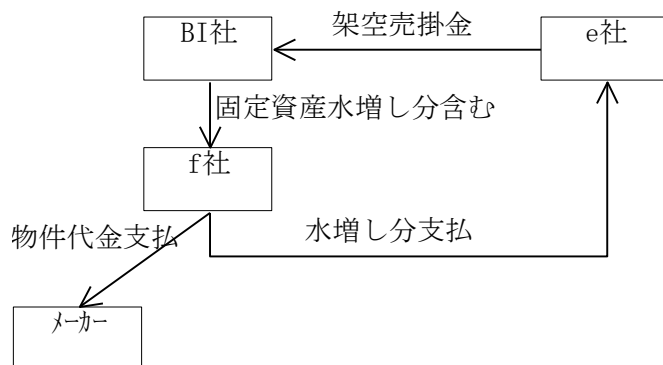 BI社
架空売掛金
e社
固定資産水増し分含む
f社
物件代金支払
水増し分支払
ﾒｰｶｰ